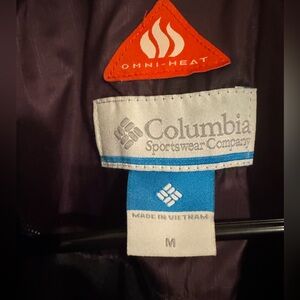 OMNI-HEAT
Columbia
Sportswear Company
MADE IN VIETNAM
M